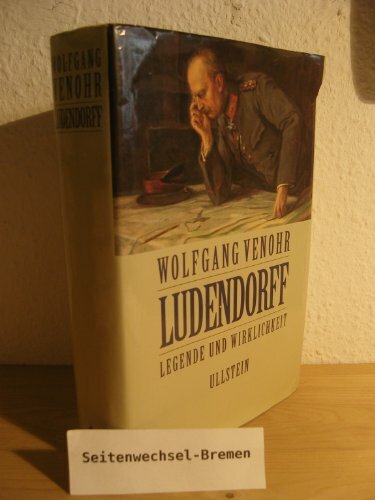 WOLFGANG
VENOHR
LUDENDORFF
WOLFGANG VENOHR
LUDENDORFF
LEGENDE UND WIRKLICHKEIT
ULLSTEIN
Seitenwechsel-Bremen